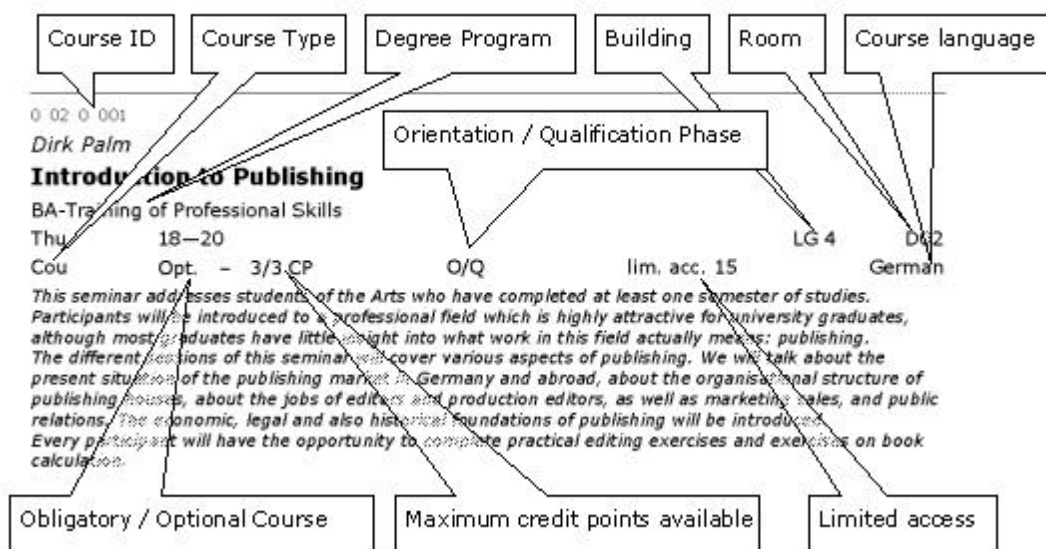 Course ID Course Type Degree Program Building Room Course language
0 02 0 001
Orientation / Qualification Phase
Dirk Palm
Introduction to Publishing
BA-Training of Professional Skills
Thu 18—20 LG 4 D02
Cou Opt. – 3/3 CP O/Q lim. acc. 15 German
This seminar addresses students of the Arts who have completed at least one semester of studies.
Participants will be introduced to a professional field which is highly attractive for university graduates,
although most graduates have little insight into what work in this field actually means: publishing.
The different sessions of this seminar will cover various aspects of publishing. We will talk about the
present situation of the publishing market in Germany and abroad, about the organisational structure of
publishing houses, about the jobs of editors and production editors, as well as marketing, sales, and public
relations. The economic, legal and also historical foundations of publishing will be introduced.
Every participant will have the opportunity to complete practical editing exercises and exercises on book
calculation.
Obligatory / Optional Course Maximum credit points available Limited access